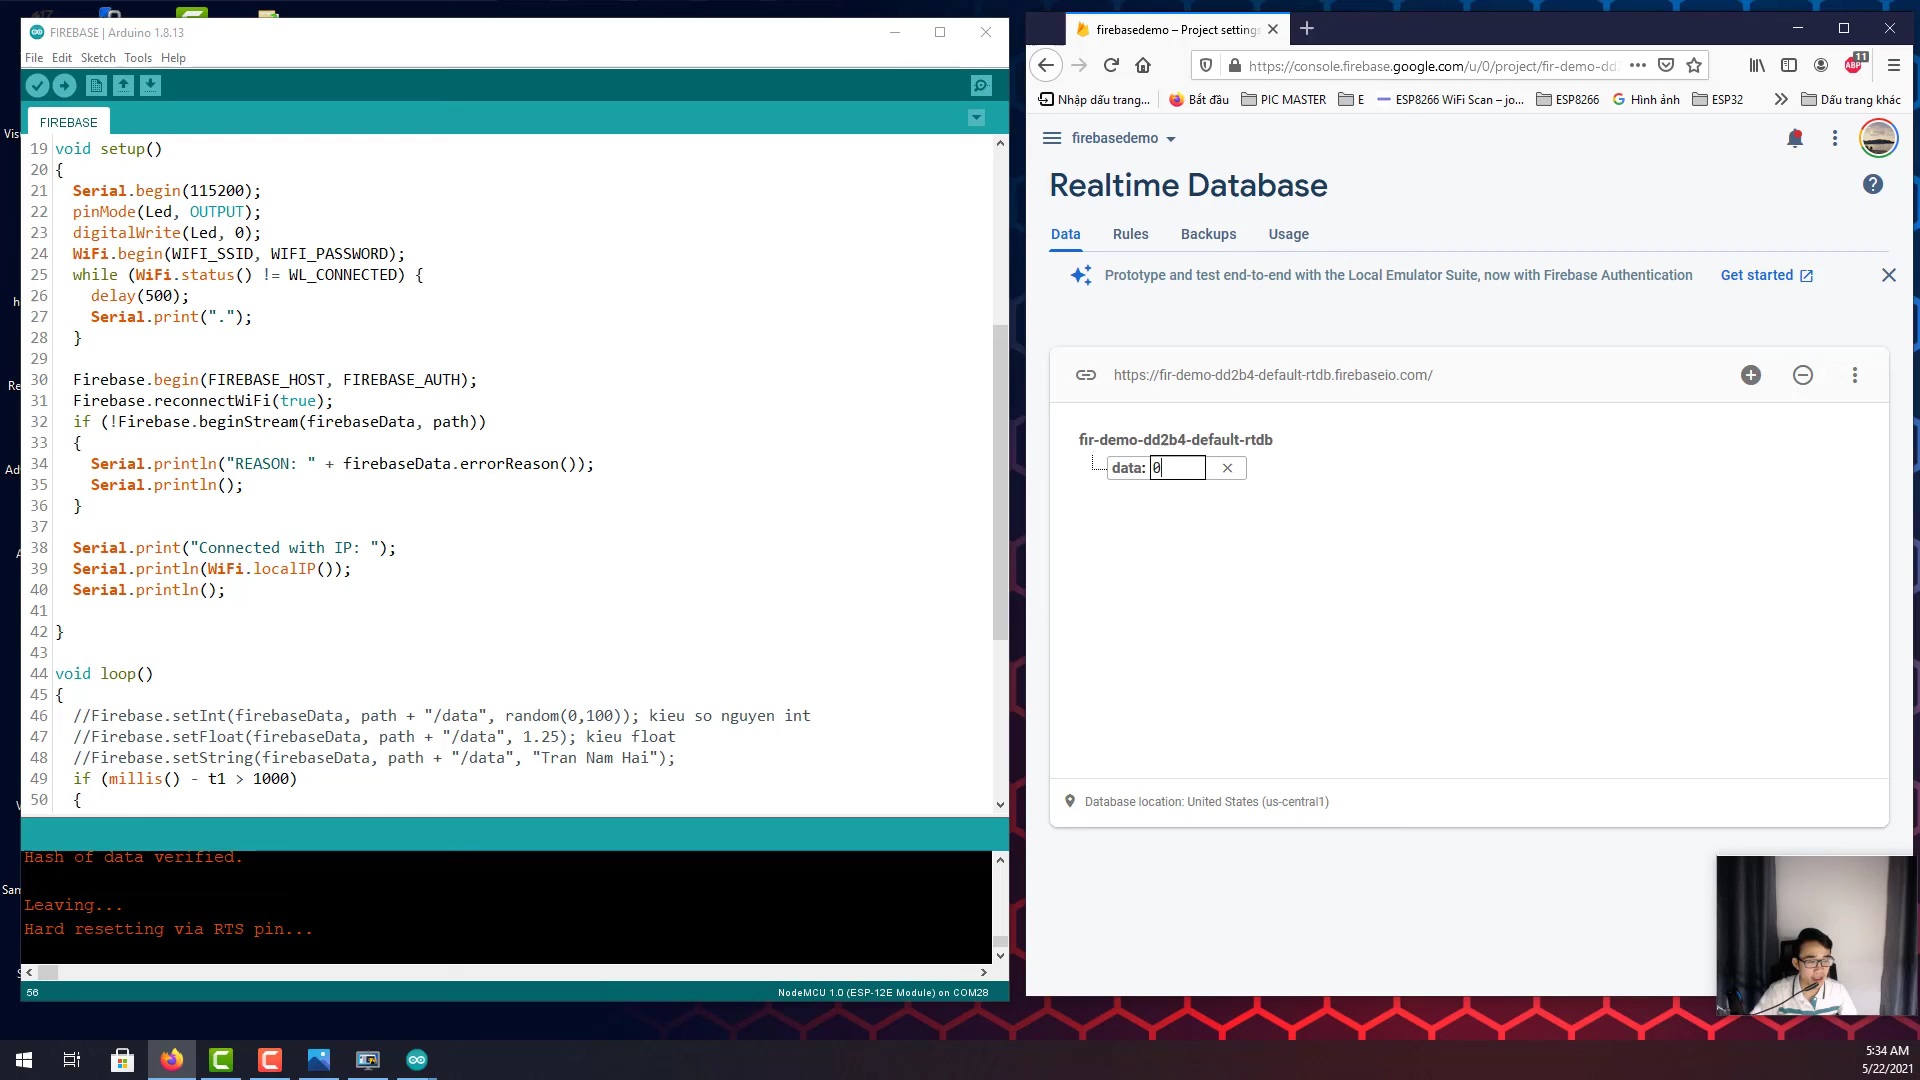 FIREBASE | Arduino 1.8.13
File Edit Sketch Tools Help
FIREBASE
19 void setup()
20 {
21 Serial.begin(115200);
22 pinMode(Led, OUTPUT);
23 digitalWrite(Led, 0);
24 WiFi.begin(WIFI_SSID, WIFI_PASSWORD);
25 while (WiFi.status() != WL_CONNECTED) {
26 delay(500);
27 Serial.print(".");
28 }
29
30 Firebase.begin(FIREBASE_HOST, FIREBASE_AUTH);
31 Firebase.reconnectWiFi(true);
32 if (!Firebase.beginStream(firebaseData, path))
33 {
34 Serial.println("REASON: " + firebaseData.errorReason());
35 Serial.println();
36 }
37
38 Serial.print("Connected with IP: ");
39 Serial.println(WiFi.localIP());
40 Serial.println();
41
42 }
43
44 void loop()
45 {
46 //Firebase.setInt(firebaseData, path + "/data", random(0,100)); kieu so nguyen int
47 //Firebase.setFloat(firebaseData, path + "/data", 1.25); kieu float
48 //Firebase.setString(firebaseData, path + "/data", "Tran Nam Hai");
49 if (millis() - t1 > 1000)
50 {
Hash of data verified.
Leaving...
Hard resetting via RTS pin...
56
NodeMCU 1.0 (ESP-12E Module) on COM28
firebasedemo – Project settings
https://console.firebase.google.com/u/0/project/fir-demo-dd
11
Nhập dấu trang... Bắt đầu PIC MASTER E ESP8266 WiFi Scan – jo... ESP8266 Hình ảnh ESP32 Dấu trang khác
firebasedemo
Realtime Database
Data Rules Backups Usage
Prototype and test end-to-end with the Local Emulator Suite, now with Firebase Authentication Get started
https://fir-demo-dd2b4-default-rtdb.firebaseio.com/
fir-demo-dd2b4-default-rtdb
data: 0
Database location: United States (us-central1)
5:34 AM
5/22/2021